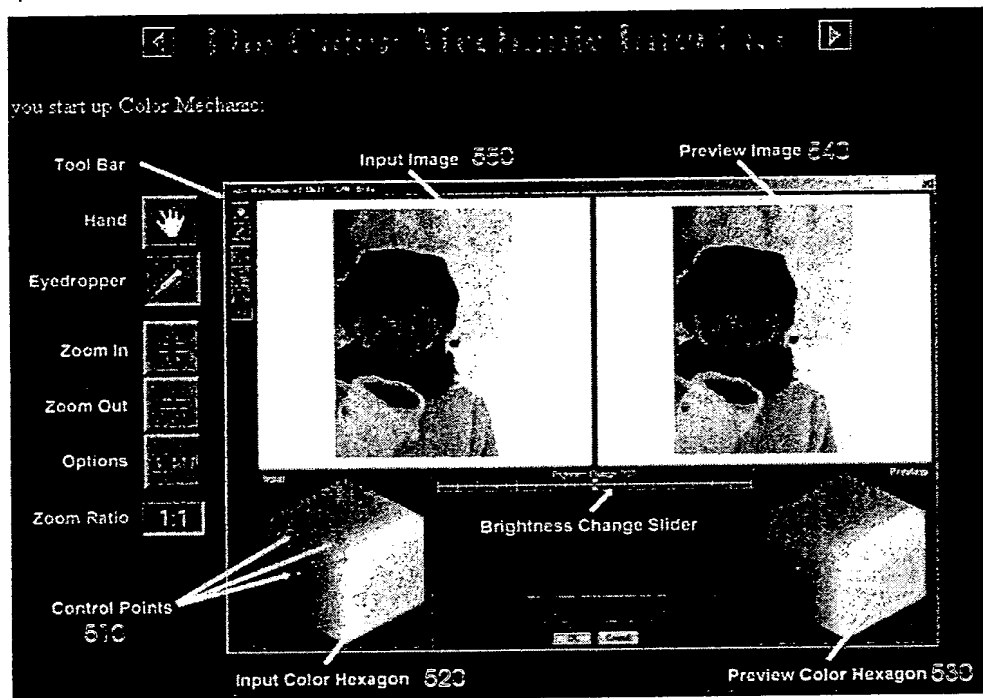 you start up Color Mechanic:
Tool Bar
Input Image 550
Preview Image 540
Hand
Eyedropper
Zoom In
Zoom Out
Options
Zoom Ratio 1:1
Input
Preview
Brightness Change Slider
Control Points
510
Input Color Hexagon 520
Preview Color Hexagon 530